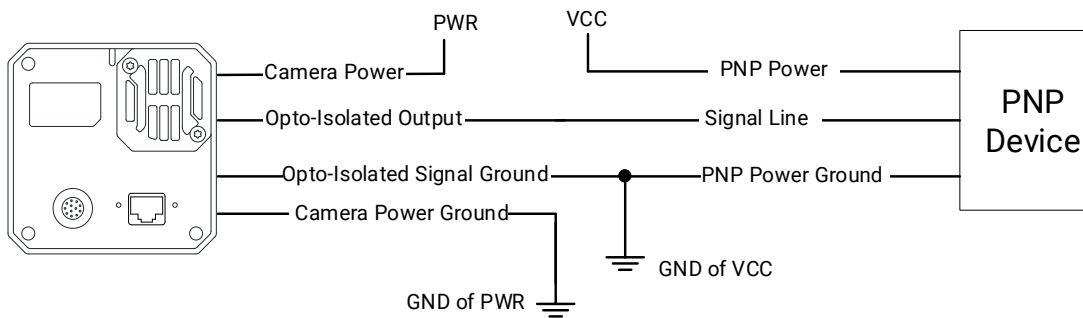 PWR
VCC
Camera Power
PNP Power
Opto-Isolated Output
Signal Line
PNP
Device
Opto-Isolated Signal Ground
PNP Power Ground
Camera Power Ground
GND of VCC
GND of PWR